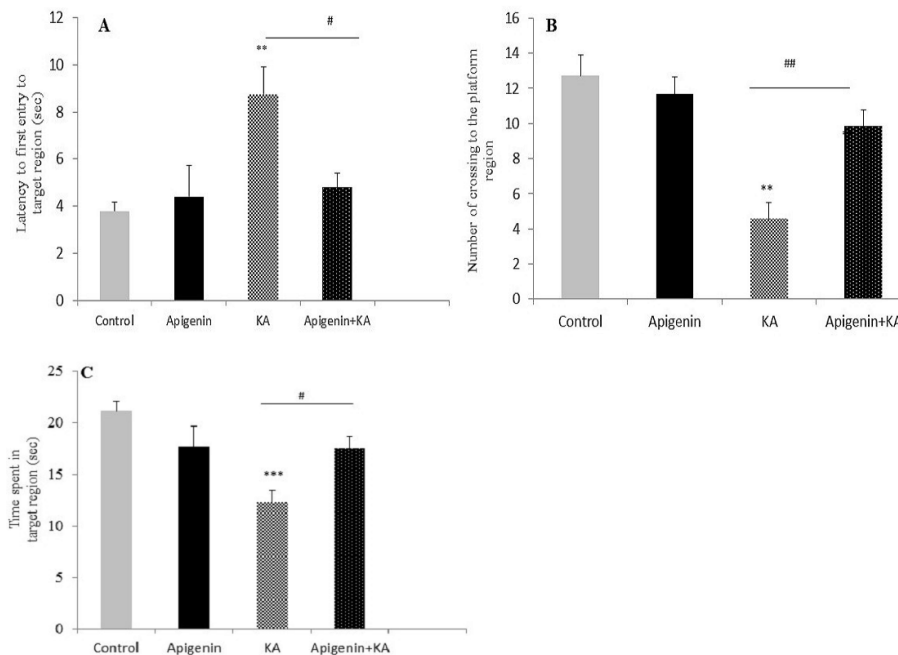 A
#
**
12
10
8
6
4
2
0
Latency to first entry to
target region (sec)
Control
Apigenin
KA
Apigenin+KA
B
##
**
16
14
12
10
8
6
4
2
0
Number of crossing to the platform
region
Control
Apigenin
KA
Apigenin+KA
C
#
***
25
20
15
10
5
0
Time spent in
target region (sec)
Control
Apigenin
KA
Apigenin+KA